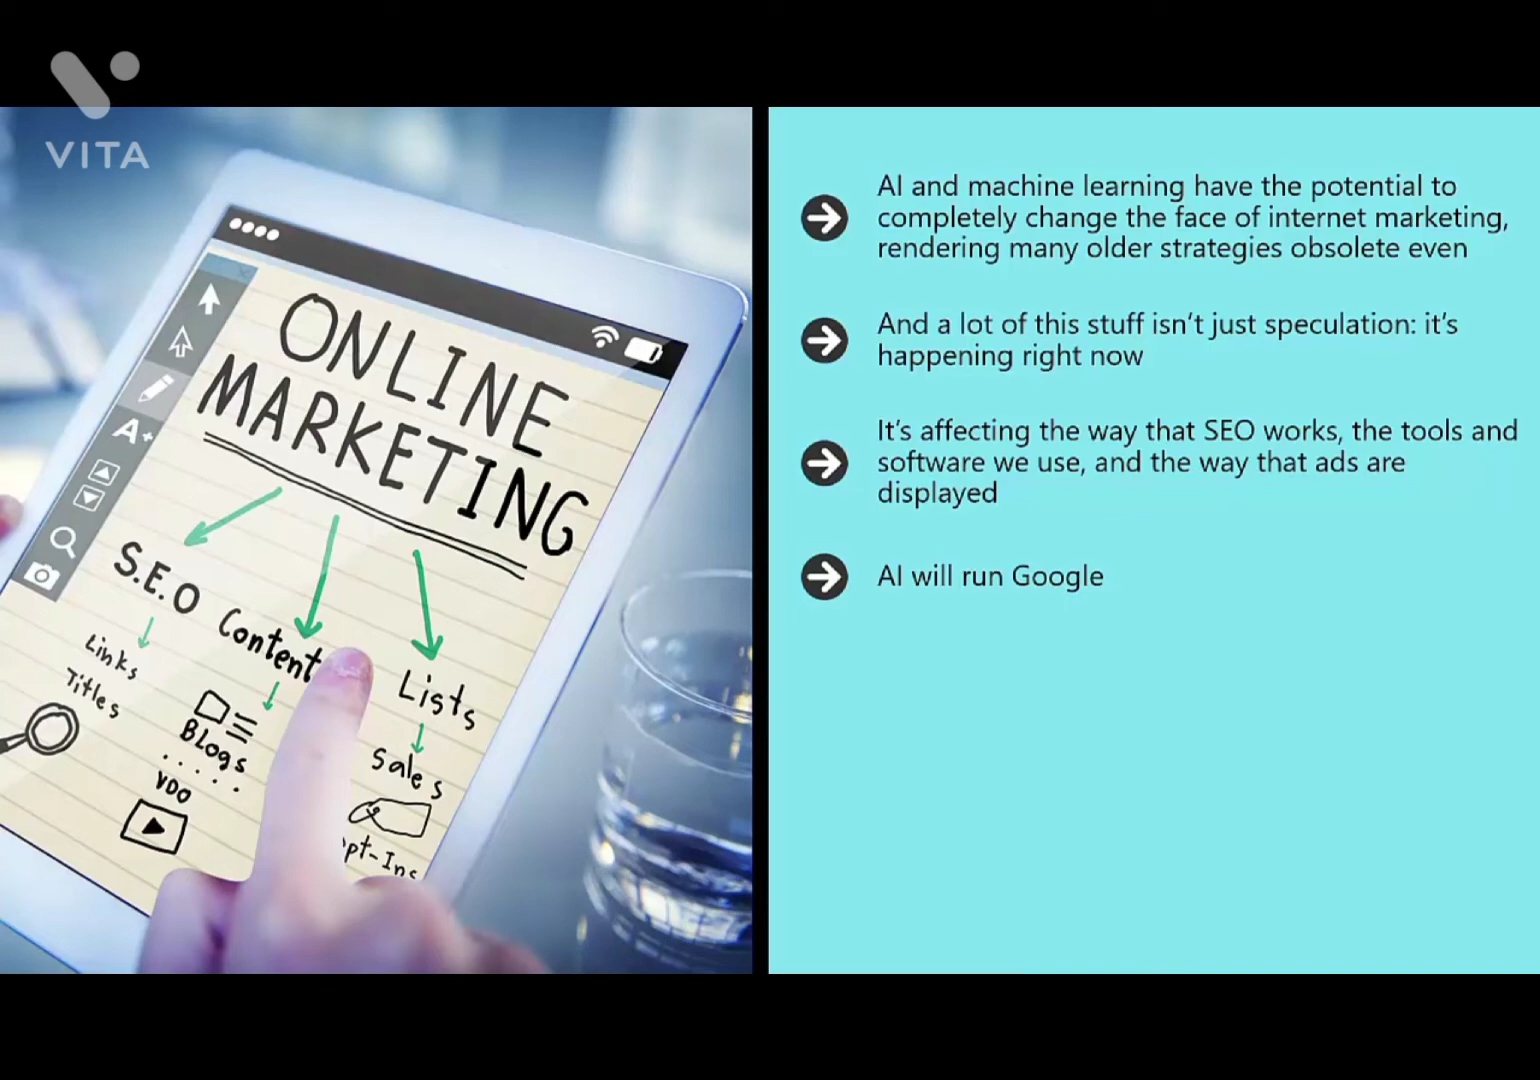 VITA
ONLINE
MARKETING
S.E.O
Links
Titles
Content
Blogs
VDO
Lists
Sales
pt-Ins
AI and machine learning have the potential to
completely change the face of internet marketing,
rendering many older strategies obsolete even
And a lot of this stuff isn't just speculation: it's
happening right now
It's affecting the way that SEO works, the tools and
software we use, and the way that ads are
displayed
AI will run Google